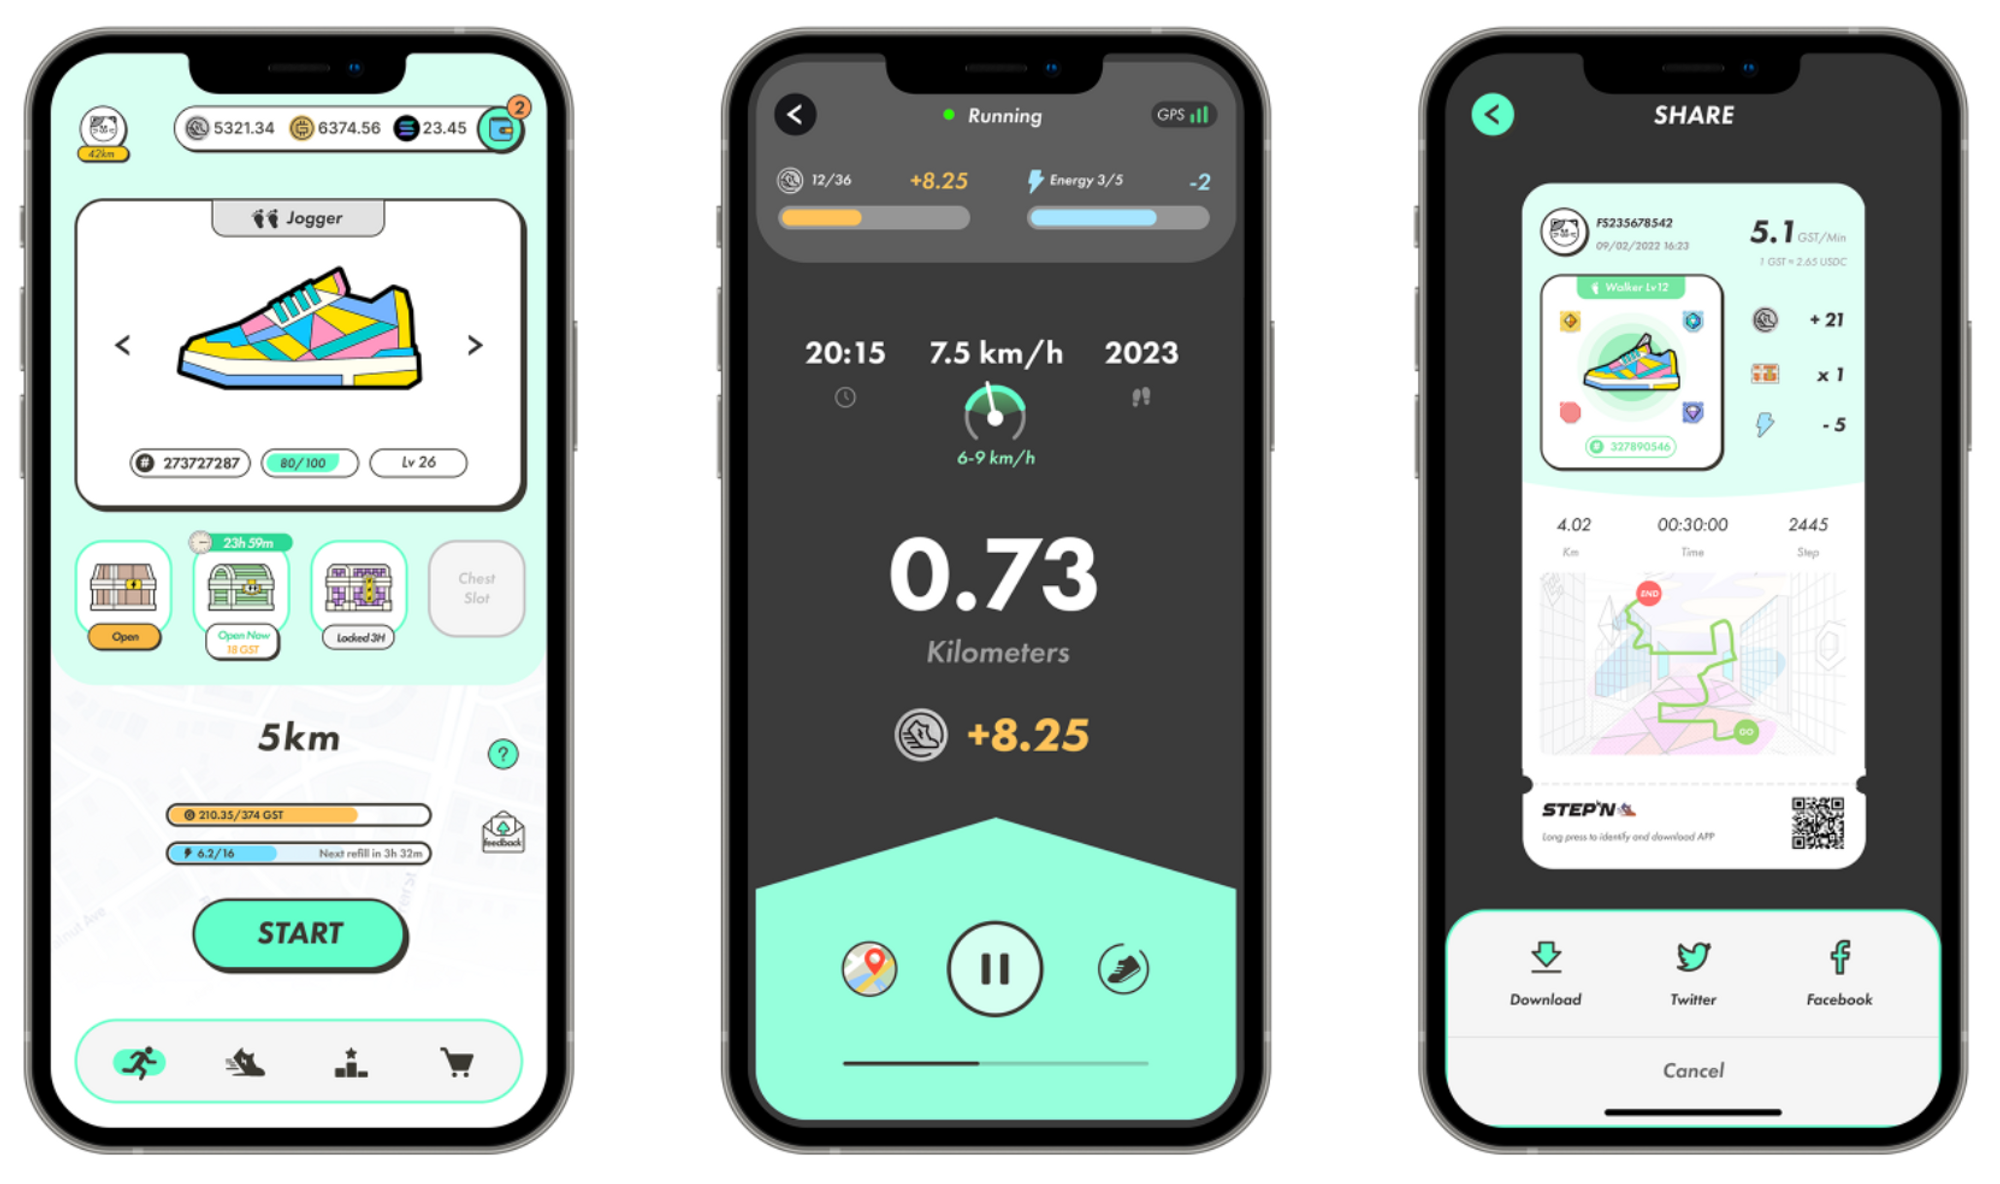 2
5321.34 6374.56 23.45
42km
Jogger
< >
# 273727287 80/100 Lv 26
23h 59m
Chest
Slot
Open
Open Now
18 GST
Locked 3H
5km
?
210.35/374 GST
feedback
6.2/16 Next refill in 3h 32m
START
< Running GPS
12/36 +8.25 Energy 3/5 -2
20:15 7.5 km/h 2023
6-9 km/h
0.73
Kilometers
+8.25
< SHARE
FS235678542
09/02/2022 16:23
5.1 GST/Min
1 GST = 2.65 USDC
Walker Lv12
# 327890546
+ 21
x 1
- 5
4.02 00:30:00 2445
Km Time Step
END
GO
STEP'N
Long press to identify and download APP
Download Twitter Facebook
Cancel